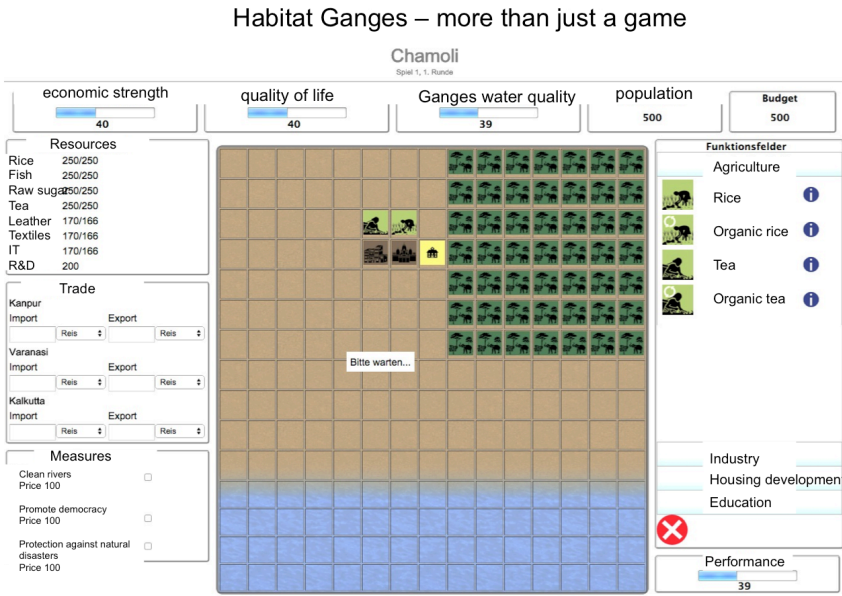 Habitat Ganges – more than just a game
Chamoli
Spiel 1, 1. Runde
economic strength
40
quality of life
40
Ganges water quality
39
population
500
Budget
500
Resources
Rice 250/250
Fish 250/250
Raw sugar 250/250
Tea 250/250
Leather 170/166
Textiles 170/166
IT 170/166
R&D 200
Trade
Kanpur
Import Export
Reis Reis
Varanasi
Import Export
Reis Reis
Kalkutta
Import Export
Reis Reis
Measures
Clean rivers
Price 100
Promote democracy
Price 100
Protection against natural
disasters
Price 100
Bitte warten...
Funktionsfelder
Agriculture
Rice i
Organic rice i
Tea i
Organic tea i
Industry
Housing development
Education
Performance
39